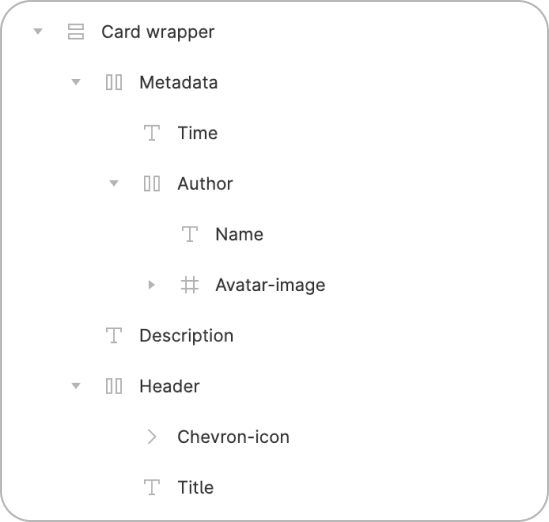 Card wrapper
Metadata
Time
Author
Name
Avatar-image
Description
Header
Chevron-icon
Title